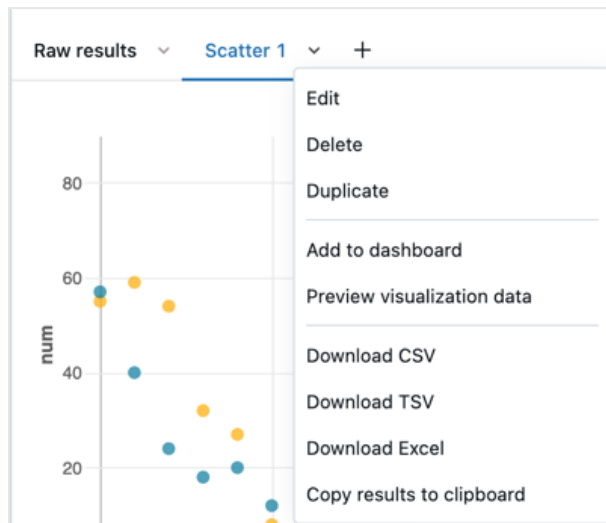 Raw results
Scatter 1
+
Edit
Delete
Duplicate
Add to dashboard
Preview visualization data
Download CSV
Download TSV
Download Excel
Copy results to clipboard
80
60
num
40
20